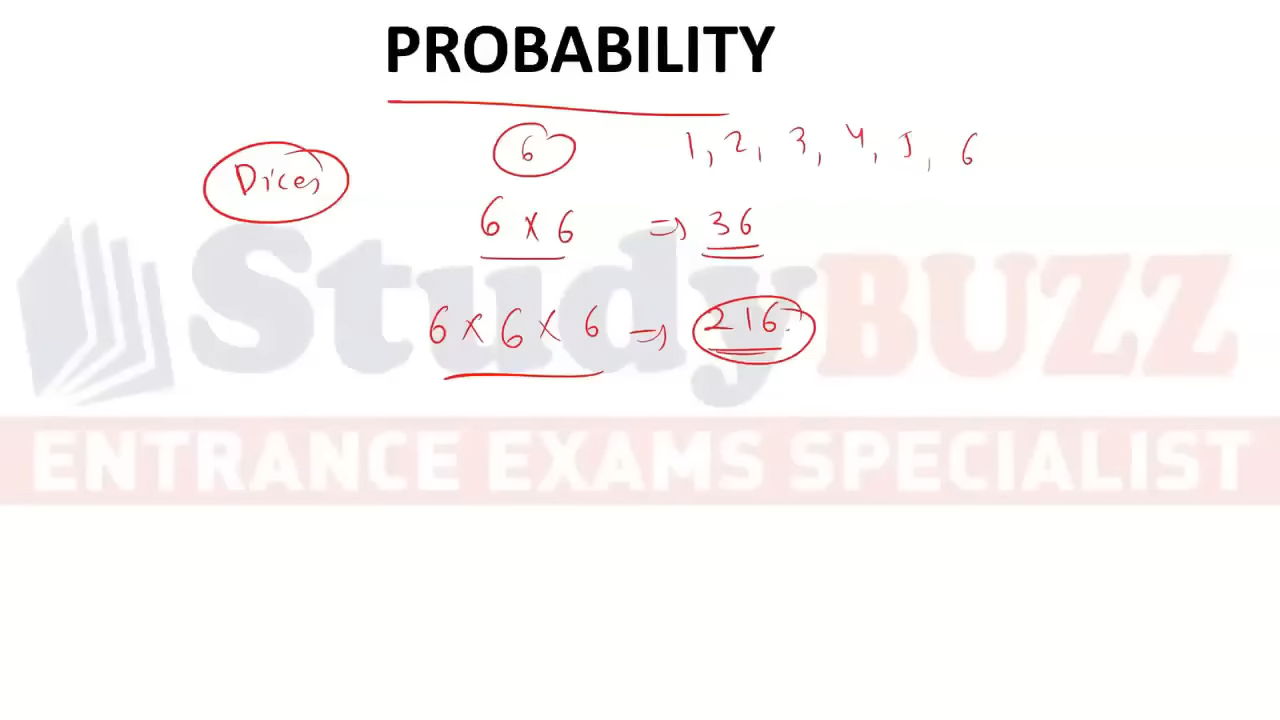 PROBABILITY
Dices 6 1, 2, 3, 4, 5, 6
6 × 6 => 36
6 × 6 × 6 => 216
StudyBUZZ
ENTRANCE EXAMS SPECIALIST